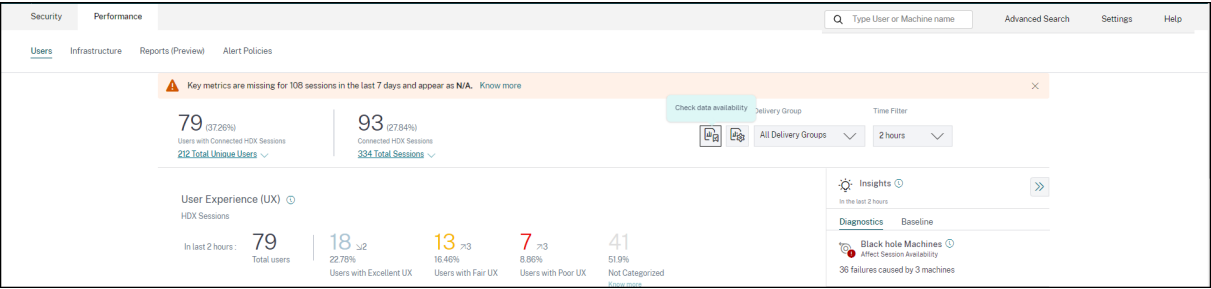 Security Performance Type User or Machine name Advanced Search Settings Help
Users Infrastructure Reports (Preview) Alert Policies
Key metrics are missing for 108 sessions in the last 7 days and appear as N/A. Know more
Check data availability
Delivery Group Time Filter
79 (37.26%) 93 (27.84%)
Users with Connected HDX Sessions Connected HDX Sessions
All Delivery Groups 2 hours
212 Total Unique Users 334 Total Sessions
User Experience (UX)
HDX Sessions
In last 2 hours : 79 18 2 13 3 7 3 41
Total users 22.78% 16.46% 8.86% 51.9%
Users with Excellent UX Users with Fair UX Users with Poor UX Not Categorized
Know more
Insights
In the last 2 hours
Diagnostics Baseline
Black hole Machines
Affect Session Availability
36 failures caused by 3 machines